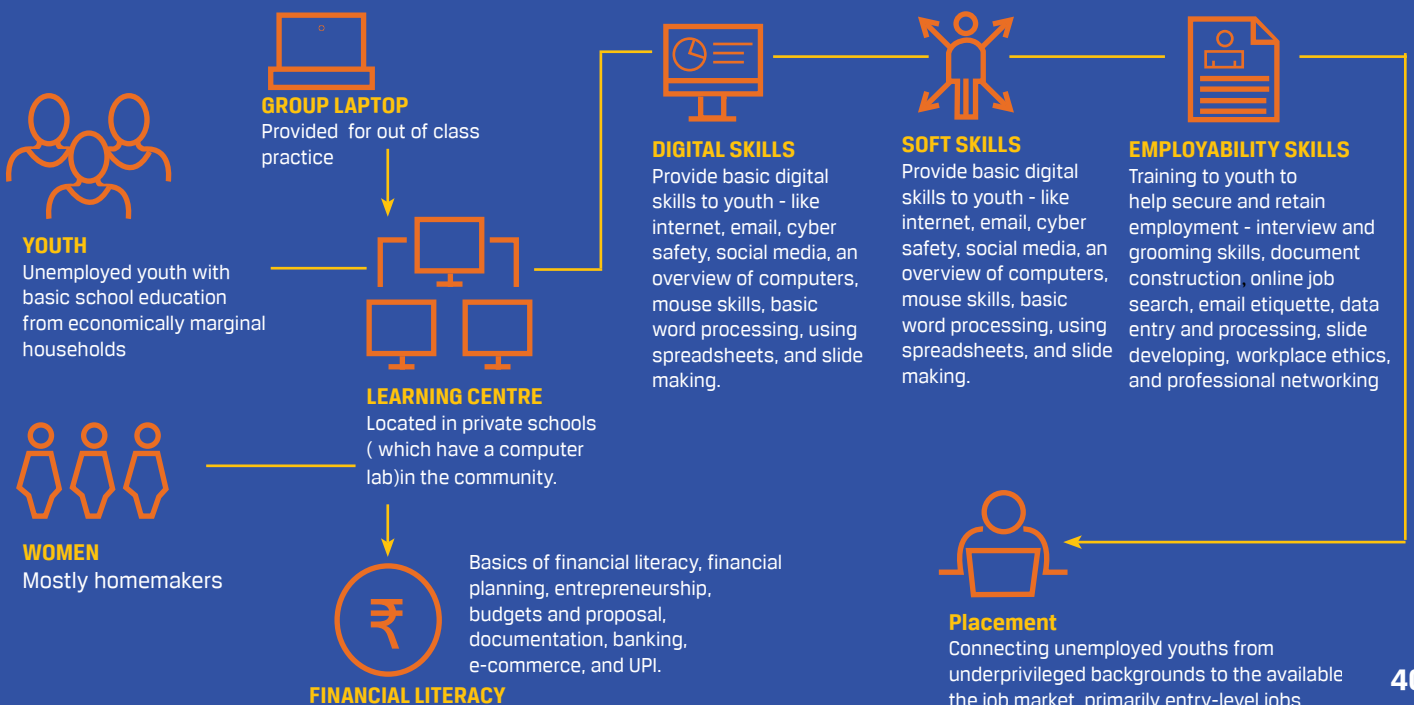 GROUP LAPTOP
Provided for out of class
practice
YOUTH
Unemployed youth with
basic school education
from economically marginal
households
LEARNING CENTRE
Located in private schools
( which have a computer
lab)in the community.
WOMEN
Mostly homemakers
₹
FINANCIAL LITERACY
Basics of financial literacy, financial
planning, entrepreneurship,
budgets and proposal,
documentation, banking,
e-commerce, and UPI.
DIGITAL SKILLS
Provide basic digital
skills to youth - like
internet, email, cyber
safety, social media, an
overview of computers,
mouse skills, basic
word processing, using
spreadsheets, and slide
making.
SOFT SKILLS
Provide basic digital
skills to youth - like
internet, email, cyber
safety, social media, an
overview of computers,
mouse skills, basic
word processing, using
spreadsheets, and slide
making.
EMPLOYABILITY SKILLS
Training to youth to
help secure and retain
employment - interview and
grooming skills, document
construction, online job
search, email etiquette, data
entry and processing, slide
developing, workplace ethics,
and professional networking
Placement
Connecting unemployed youths from
underprivileged backgrounds to the available
the job market, primarily entry-level jobs